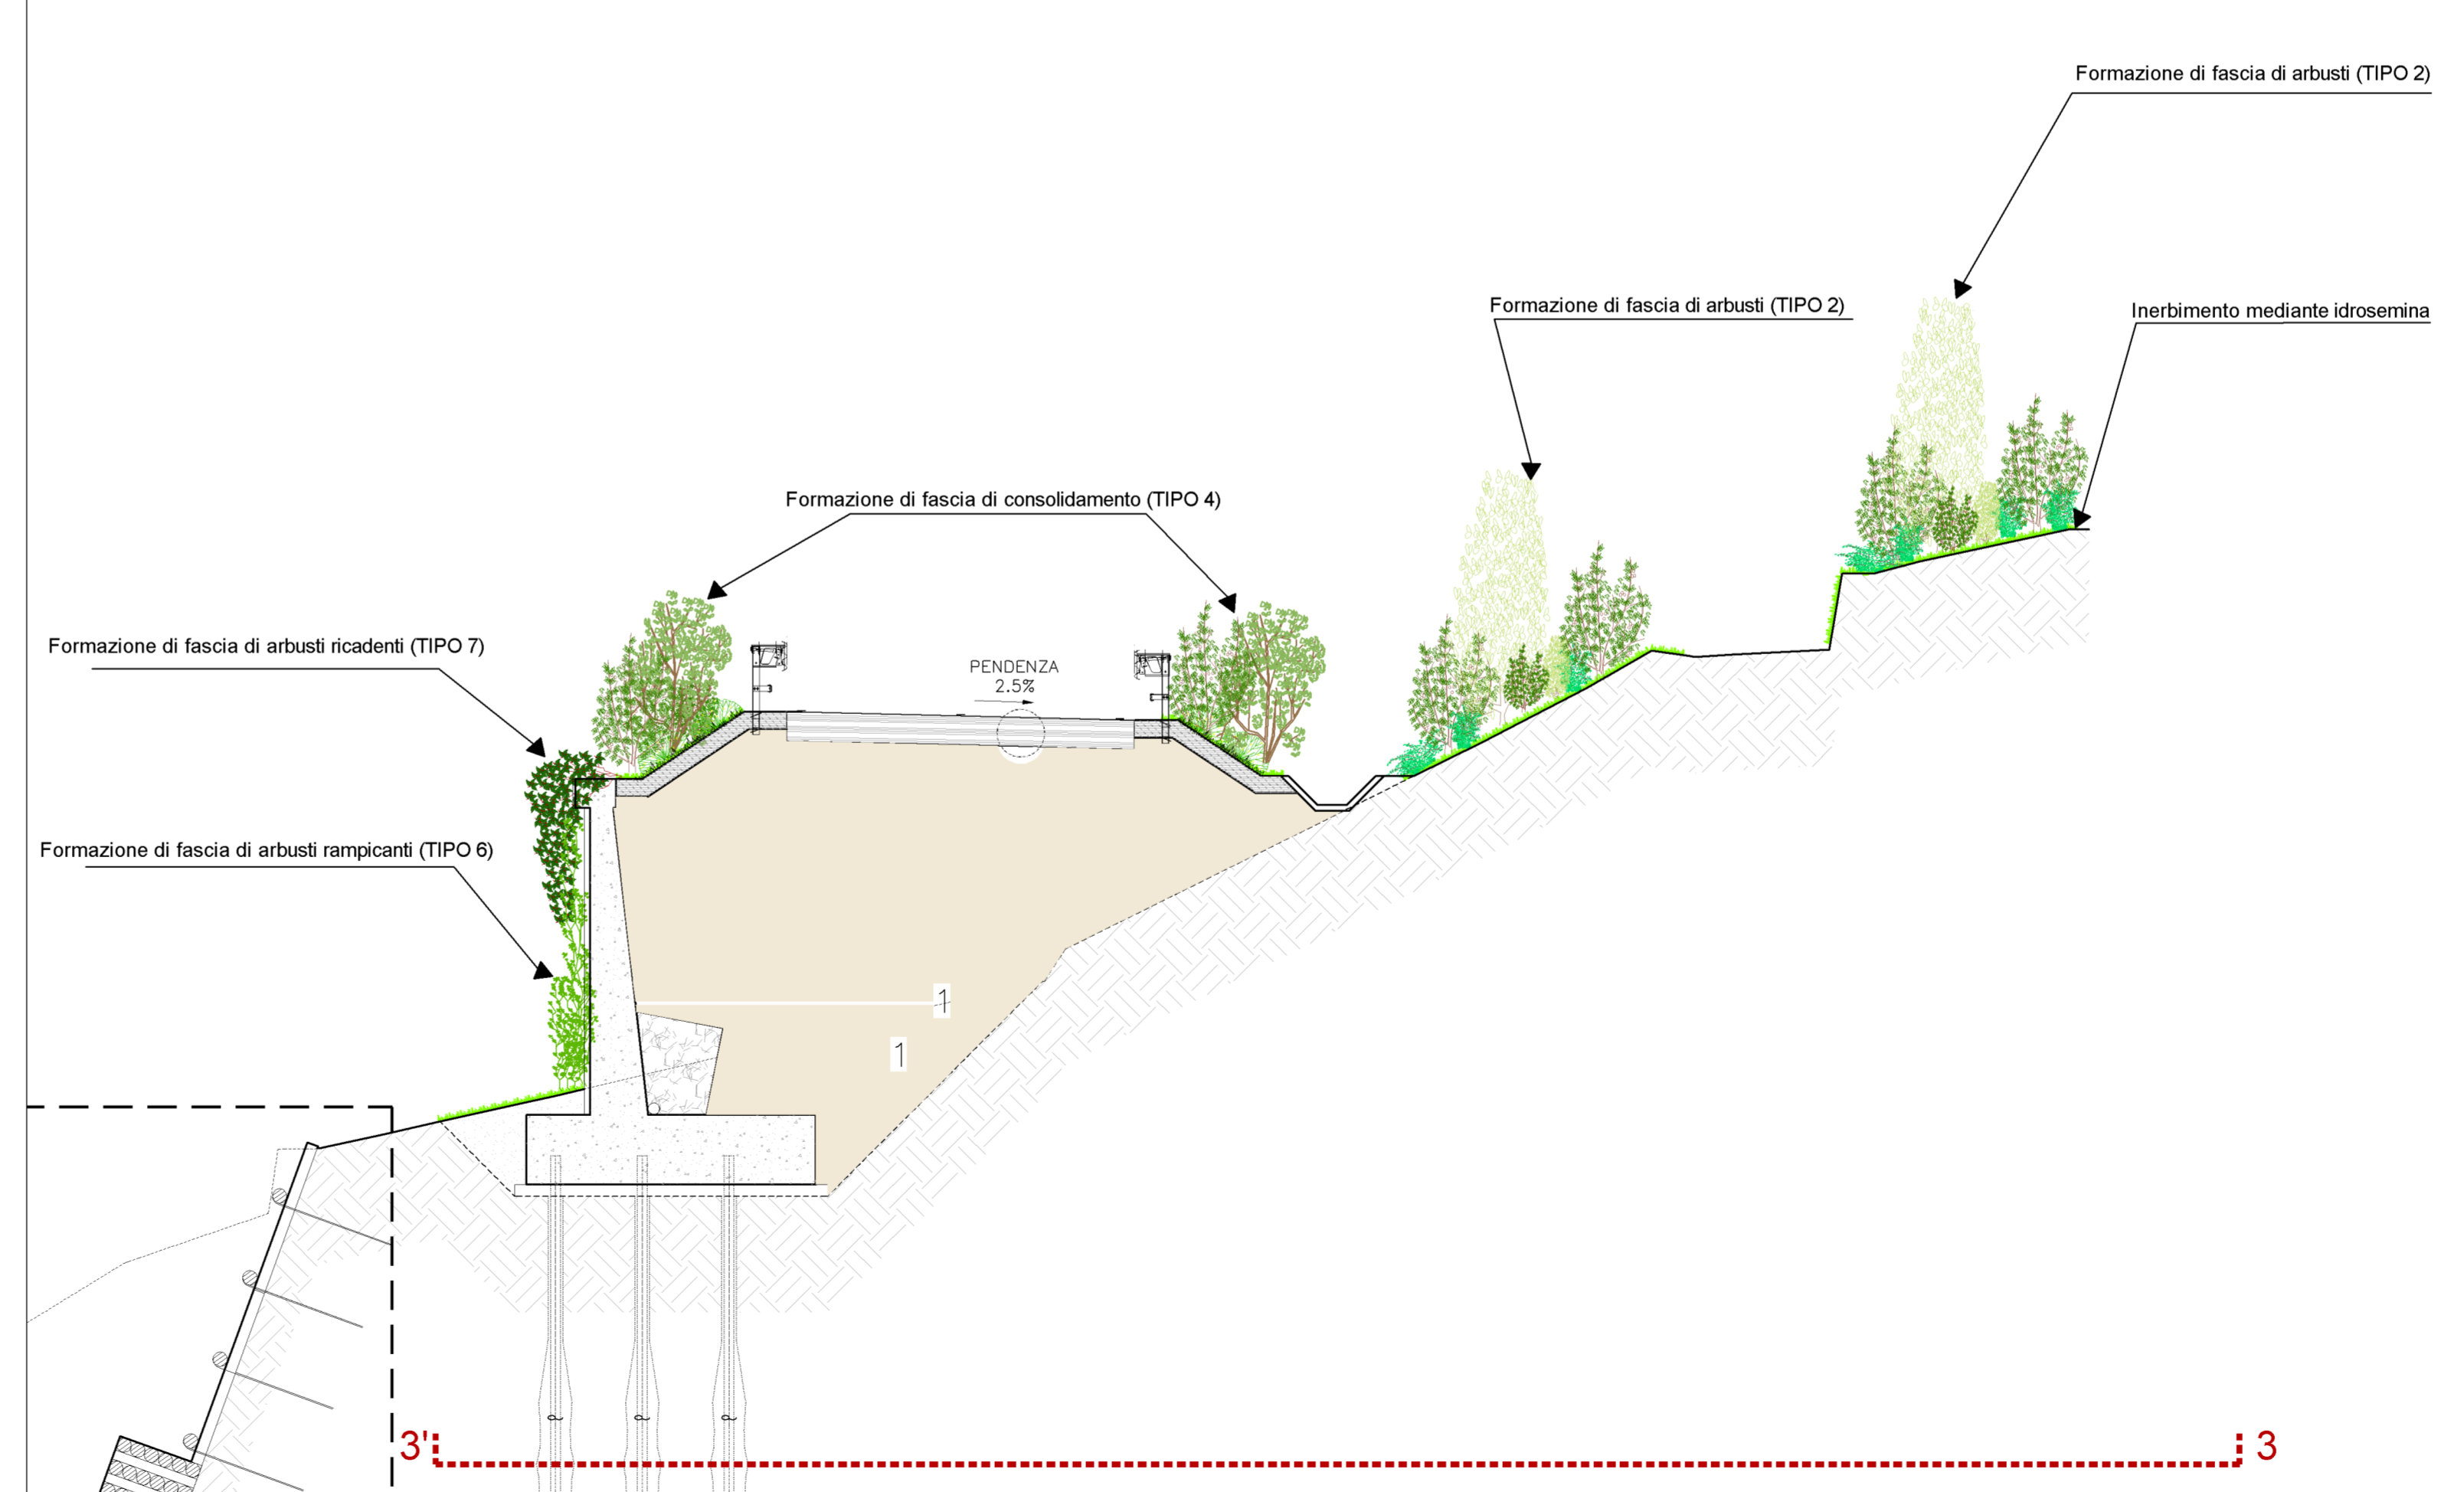 Formazione di fascia di arbusti (TIPO 2)
Formazione di fascia di arbusti (TIPO 2)
Inerbimento mediante idrosemina
Formazione di fascia di consolidamento (TIPO 4)
Formazione di fascia di arbusti ricadenti (TIPO 7)
PENDENZA
2.5%
Formazione di fascia di arbusti rampicanti (TIPO 6)
1
1
3'
3